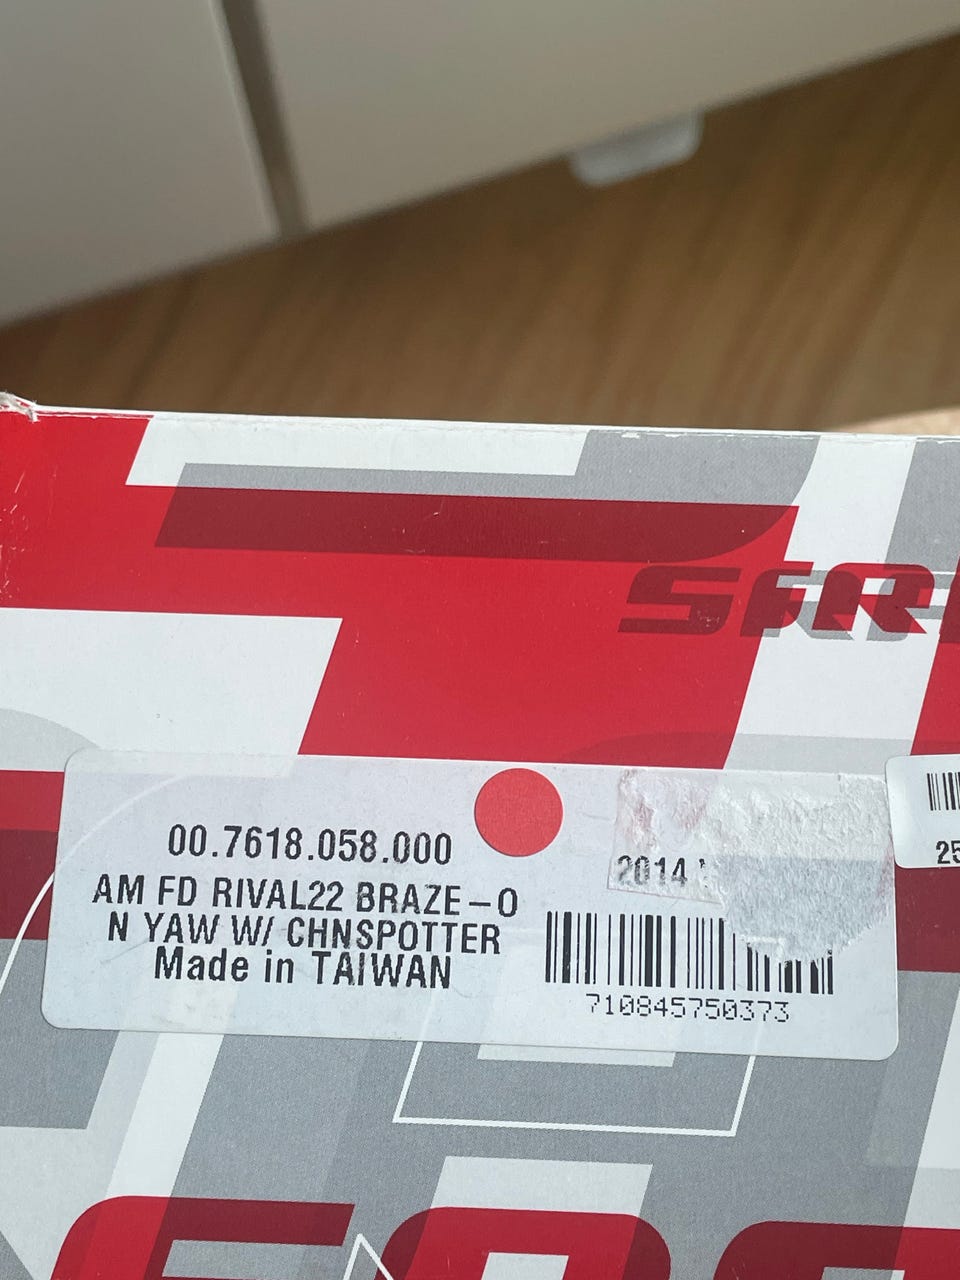 SRA
00.7618.058.000
AM FD RIVAL22 BRAZE-O
N YAW W/ CHNSPOTTER
Made in TAIWAN
2014
710845750373
25